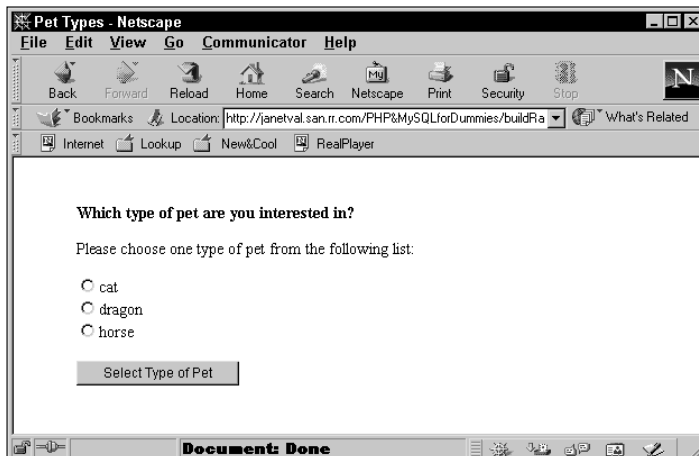 Pet Types - Netscape
File Edit View Go Communicator Help
My
N
Back Forward Reload Home Search Netscape Print Security Stop
Bookmarks Location: http://janetval.san.rr.com/PHP&MySQLforDummies/buildRa What's Related
Internet Lookup New&Cool RealPlayer
Which type of pet are you interested in?
Please choose one type of pet from the following list:
cat
dragon
horse
Select Type of Pet
Document: Done